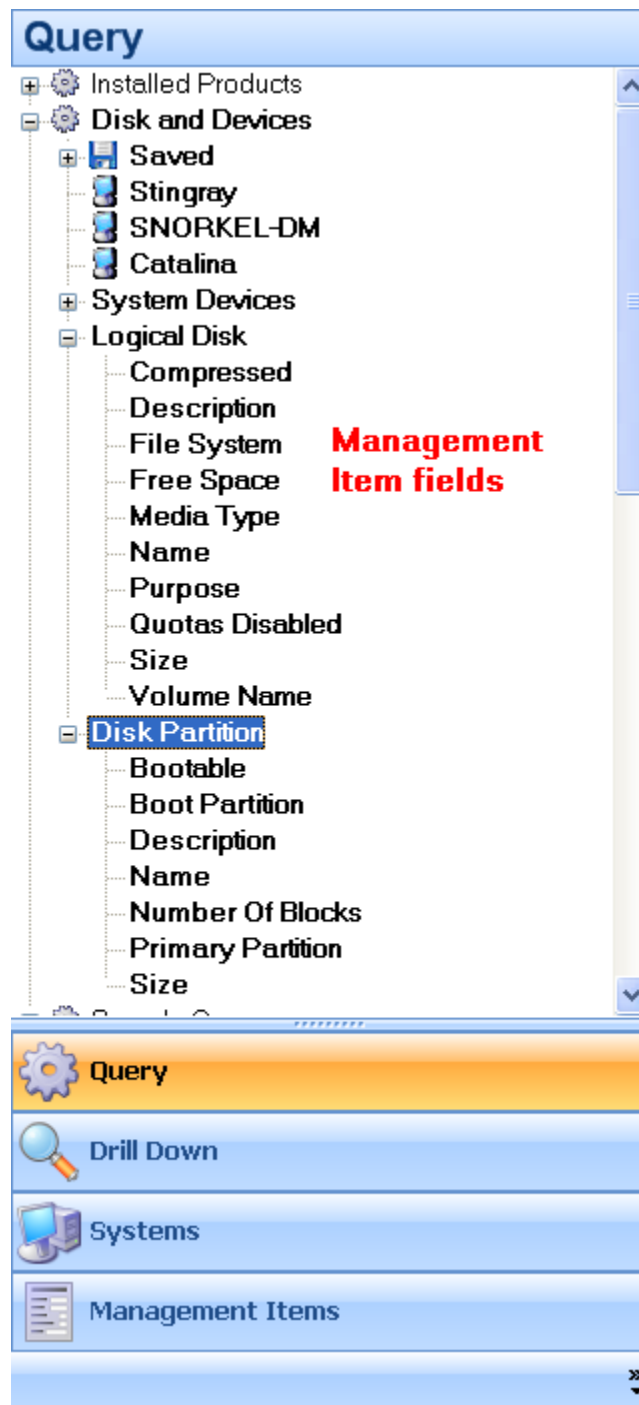 Query
Installed Products
Disk and Devices
Saved
Stingray
SNORKEL-DM
Catalina
System Devices
Logical Disk
Compressed
Description
File System
Free Space
Management
Item fields
Media Type
Name
Purpose
Quotas Disabled
Size
Volume Name
Disk Partition
Bootable
Boot Partition
Description
Name
Number Of Blocks
Primary Partition
Size
Query
Drill Down
Systems
Management Items